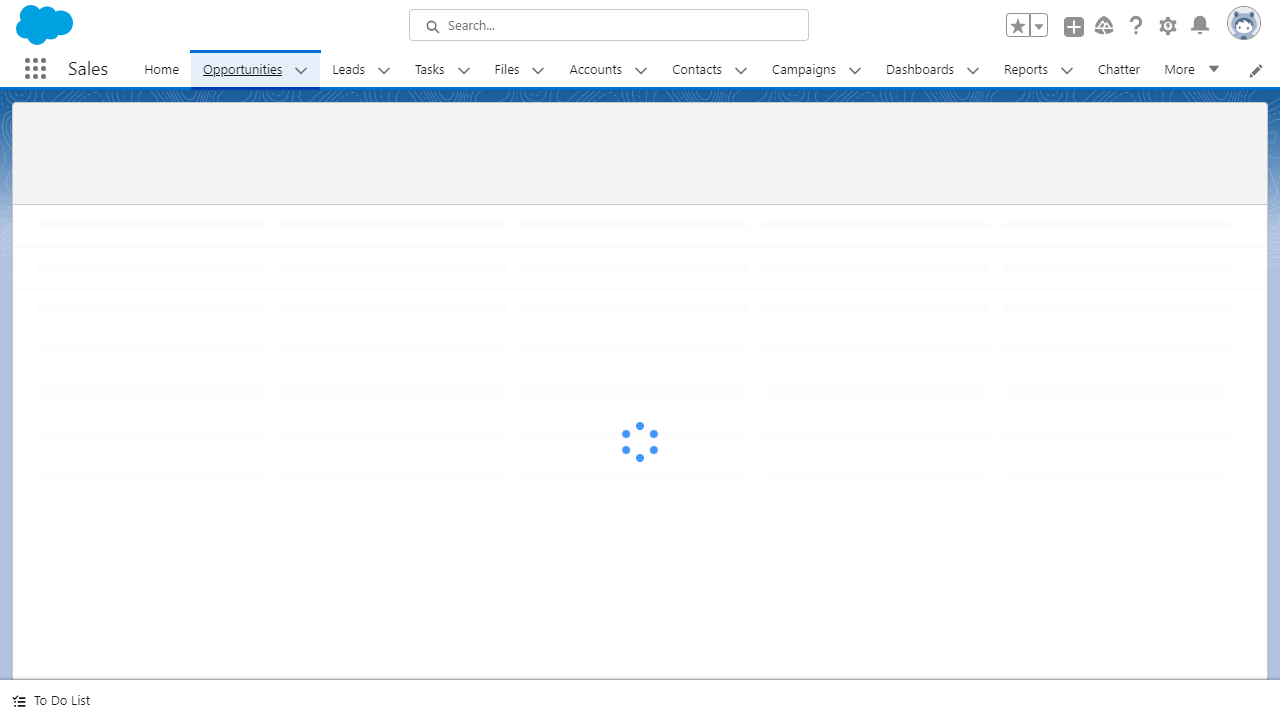 Search...
Sales
Home
Opportunities
Leads
Tasks
Files
Accounts
Contacts
Campaigns
Dashboards
Reports
Chatter
More
To Do List